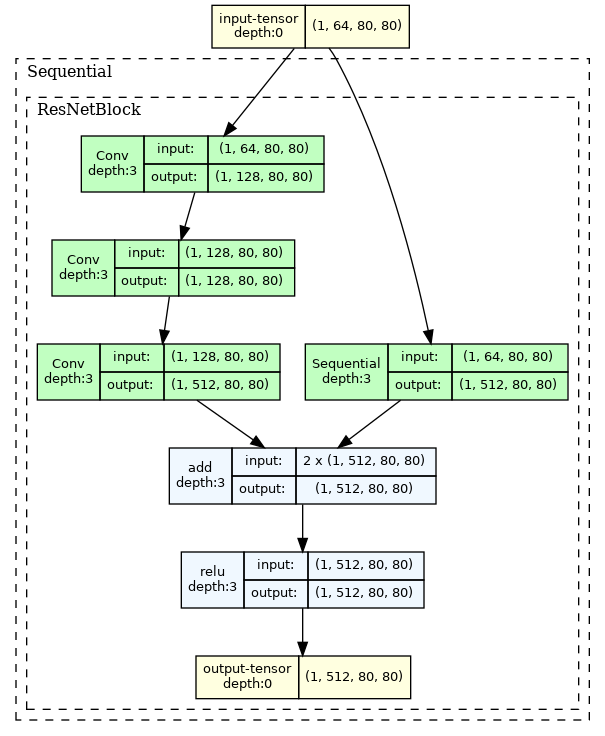 input-tensor
depth:0
(1, 64, 80, 80)
Sequential
ResNetBlock
Conv
depth:3
input:
(1, 64, 80, 80)
output:
(1, 128, 80, 80)
Conv
depth:3
input:
(1, 128, 80, 80)
output:
(1, 128, 80, 80)
Conv
depth:3
input:
(1, 128, 80, 80)
output:
(1, 512, 80, 80)
Sequential
depth:3
input:
(1, 64, 80, 80)
output:
(1, 512, 80, 80)
add
depth:3
input:
2 x (1, 512, 80, 80)
output:
(1, 512, 80, 80)
relu
depth:3
input:
(1, 512, 80, 80)
output:
(1, 512, 80, 80)
output-tensor
depth:0
(1, 512, 80, 80)